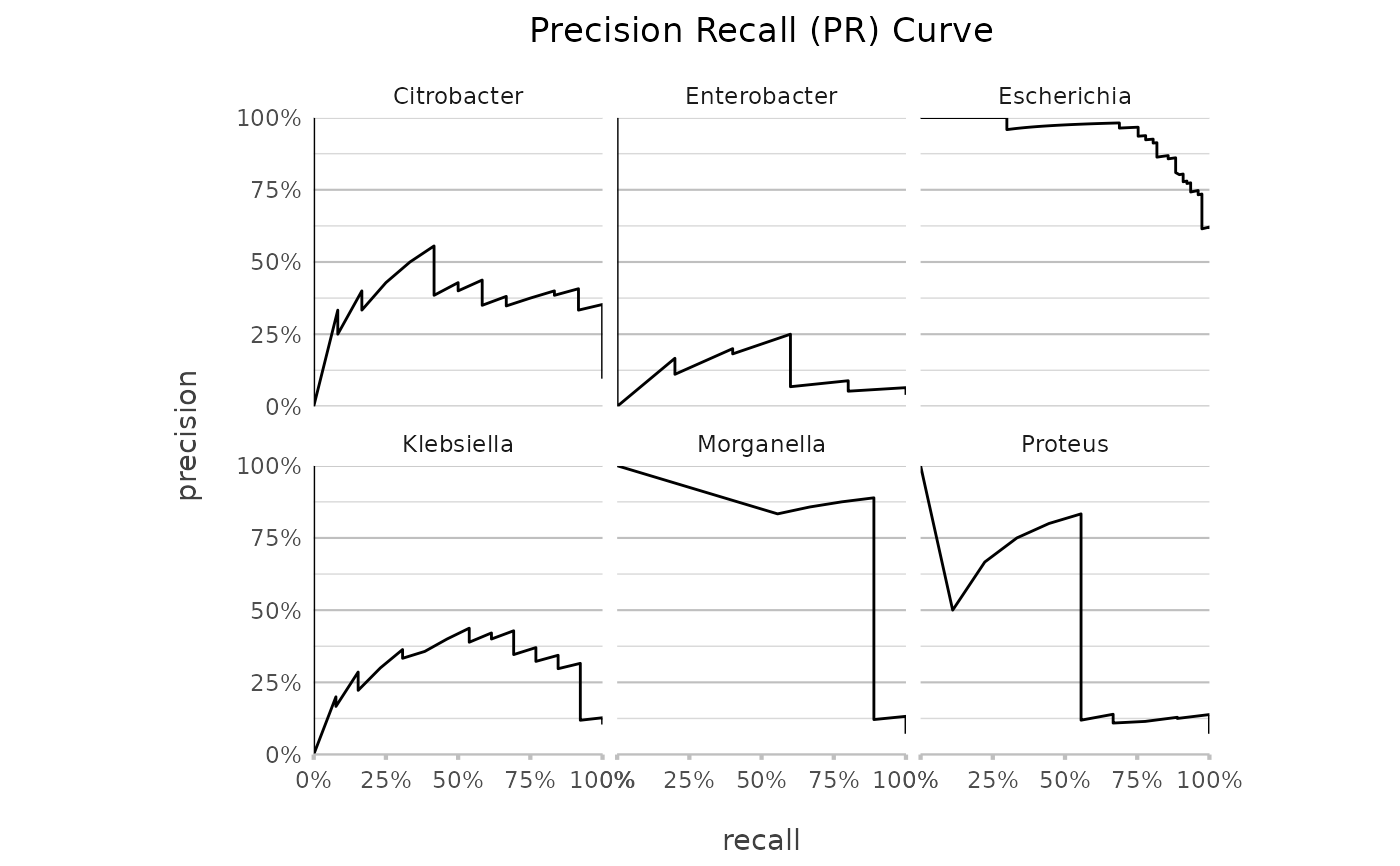 Precision Recall (PR) Curve
Citrobacter Enterobacter Escherichia
100%
75%
50%
25%
0%
precision
Klebsiella Morganella Proteus
100%
75%
50%
25%
0%
0% 25% 50% 75% 100% 0% 25% 50% 75% 100% 0% 25% 50% 75% 100%
recall